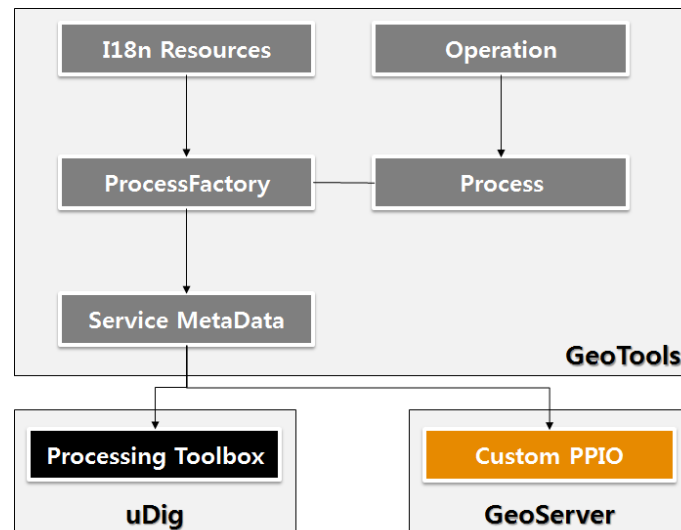 I18n Resources
Operation
ProcessFactory
Process
Service MetaData
GeoTools
Processing Toolbox
Custom PPIO
uDig
GeoServer